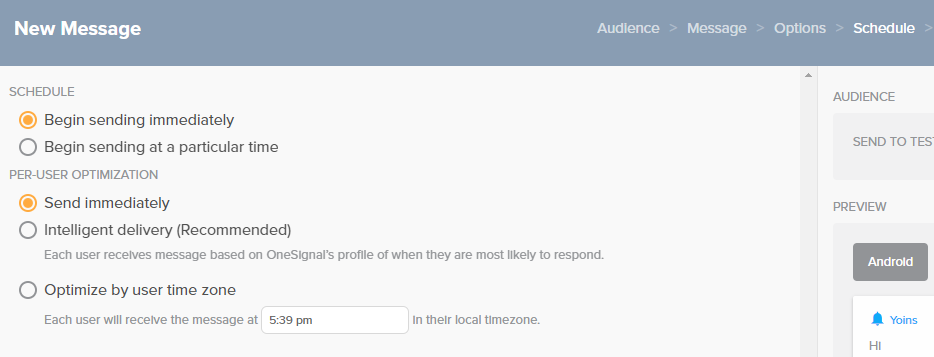 New Message
Audience > Message > Options > Schedule >
SCHEDULE
Begin sending immediately
Begin sending at a particular time
PER-USER OPTIMIZATION
Send immediately
Intelligent delivery (Recommended)
Each user receives message based on OneSignal's profile of when they are most likely to respond.
Optimize by user time zone
Each user will receive the message at 5:39 pm in their local timezone.
AUDIENCE
SEND TO TES
PREVIEW
Android
Yoins
HI